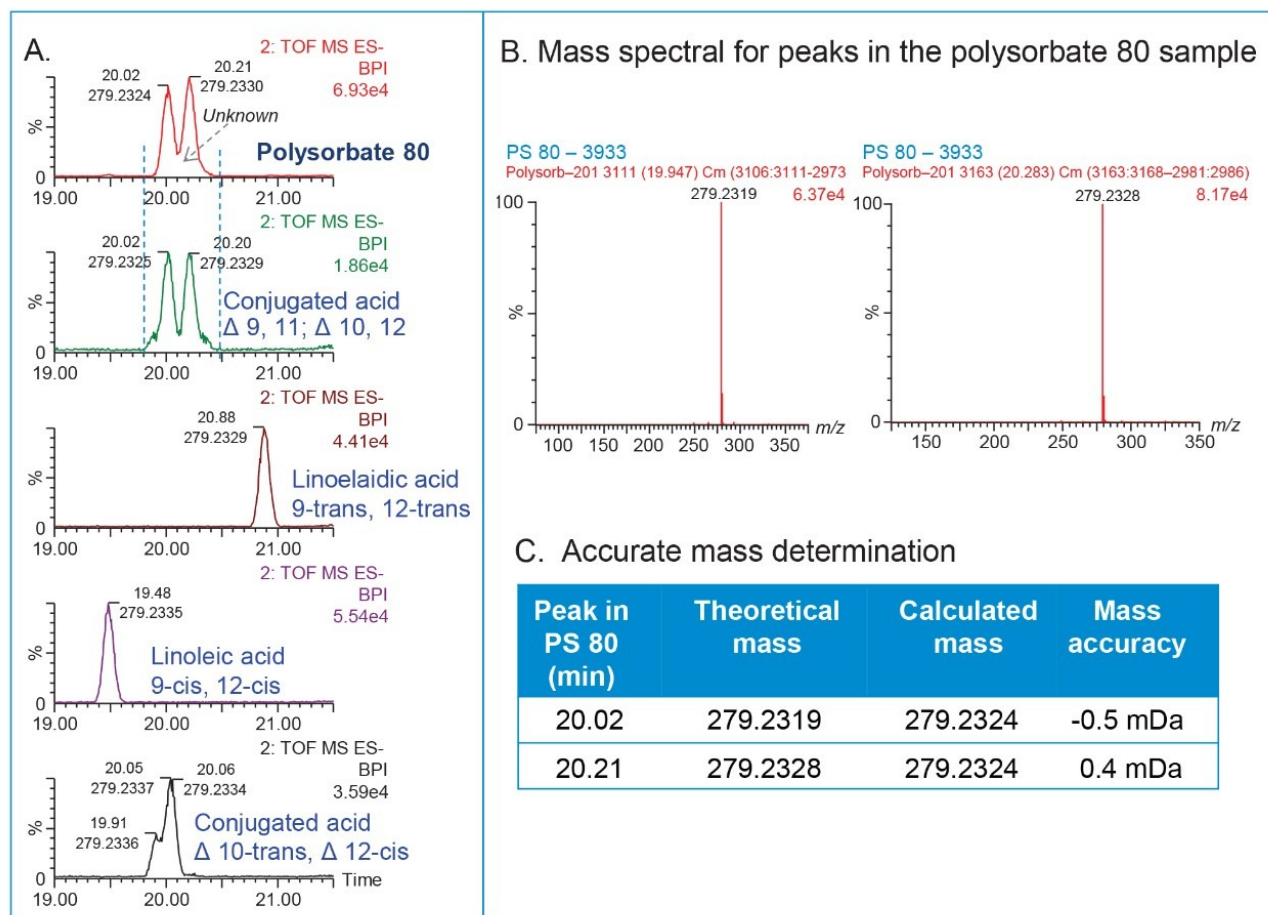 A.
2: TOF MS ES-
BPI
6.93e4
20.02
279.2324
20.21
279.2330
Unknown
Polysorbate 80
%
0
19.00 20.00 21.00
2: TOF MS ES-
BPI
1.86e4
20.02
279.2325
20.20
279.2329
Conjugated acid
Δ 9, 11; Δ 10, 12
%
0
19.00 20.00 21.00
2: TOF MS ES-
BPI
4.41e4
20.88
279.2329
Linoelaidic acid
9-trans, 12-trans
%
0
19.00 20.00 21.00
2: TOF MS ES-
BPI
5.54e4
19.48
279.2335
Linoleic acid
9-cis, 12-cis
%
0
19.00 20.00 21.00
2: TOF MS ES-
BPI
3.59e4
20.05
279.2337
20.06
279.2334
19.91
279.2336
Conjugated acid
Δ 10-trans, Δ 12-cis
%
0
Time
19.00 20.00 21.00
B. Mass spectral for peaks in the polysorbate 80 sample
PS 80 – 3933
Polysorb–201 3111 (19.947) Cm (3106:3111-2973
6.37e4
279.2319
100
%
0
m/z
100 150 200 250 300 350
PS 80 – 3933
Polysorb–201 3163 (20.283) Cm (3163:3168–2981:2986)
8.17e4
279.2328
100
%
0
m/z
150 200 250 300 350
C. Accurate mass determination
Peak in PS 80 (min) Theoretical mass Calculated mass Mass accuracy
20.02 279.2319 279.2324 -0.5 mDa
20.21 279.2328 279.2324 0.4 mDa